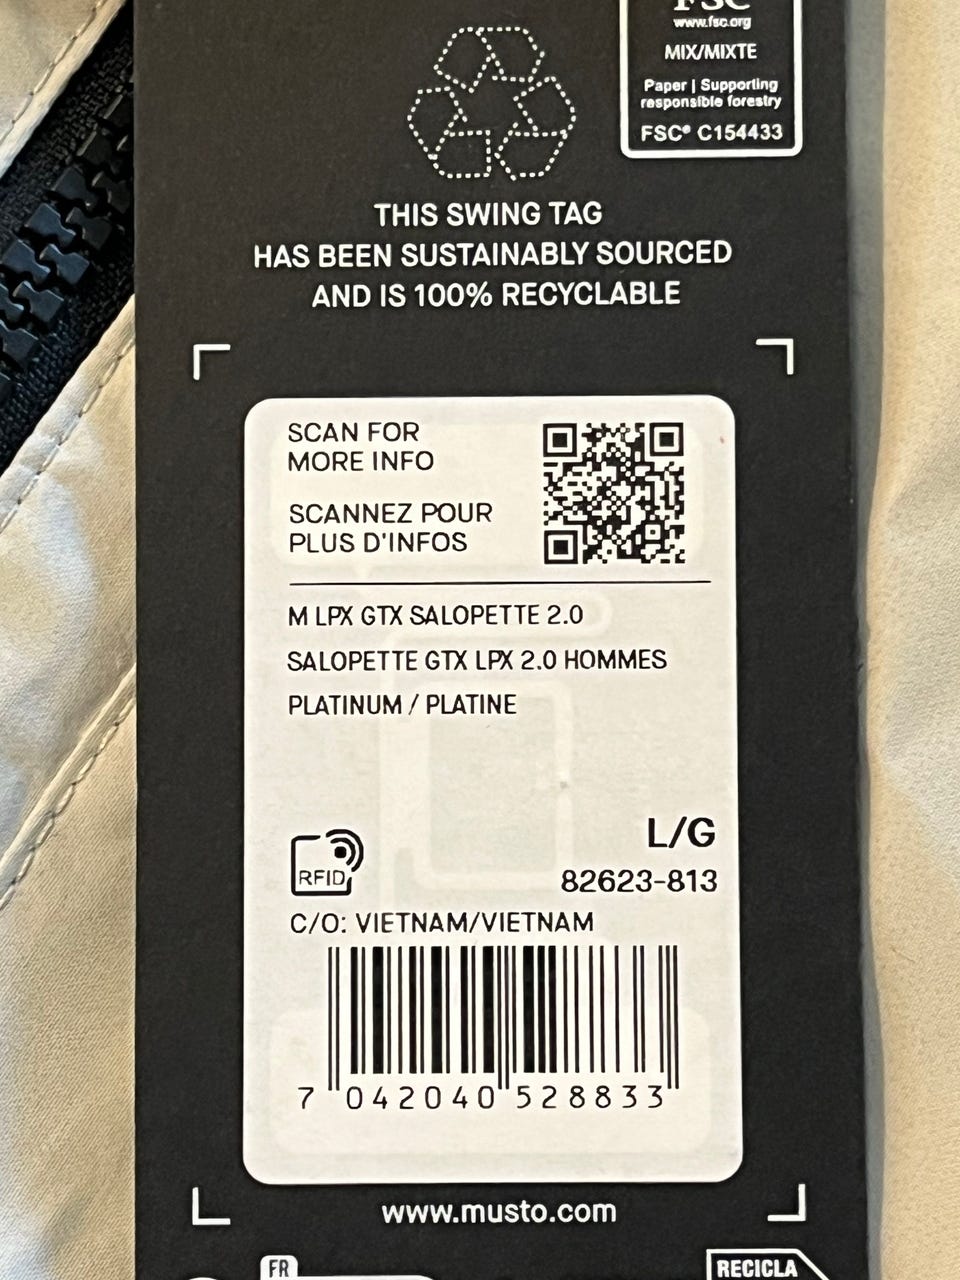 FSC
www.fsc.org
MIX/MIXTE
Paper | Supporting
responsible forestry
FSC® C154433
THIS SWING TAG
HAS BEEN SUSTAINABLY SOURCED
AND IS 100% RECYCLABLE
SCAN FOR
MORE INFO
SCANNEZ POUR
PLUS D'INFOS
M LPX GTX SALOPETTE 2.0
SALOPETTE GTX LPX 2.0 HOMMES
PLATINUM / PLATINE
L/G
RFID
82623-813
C/O: VIETNAM/VIETNAM
7 042040 528833
www.musto.com
FR
RECICLA